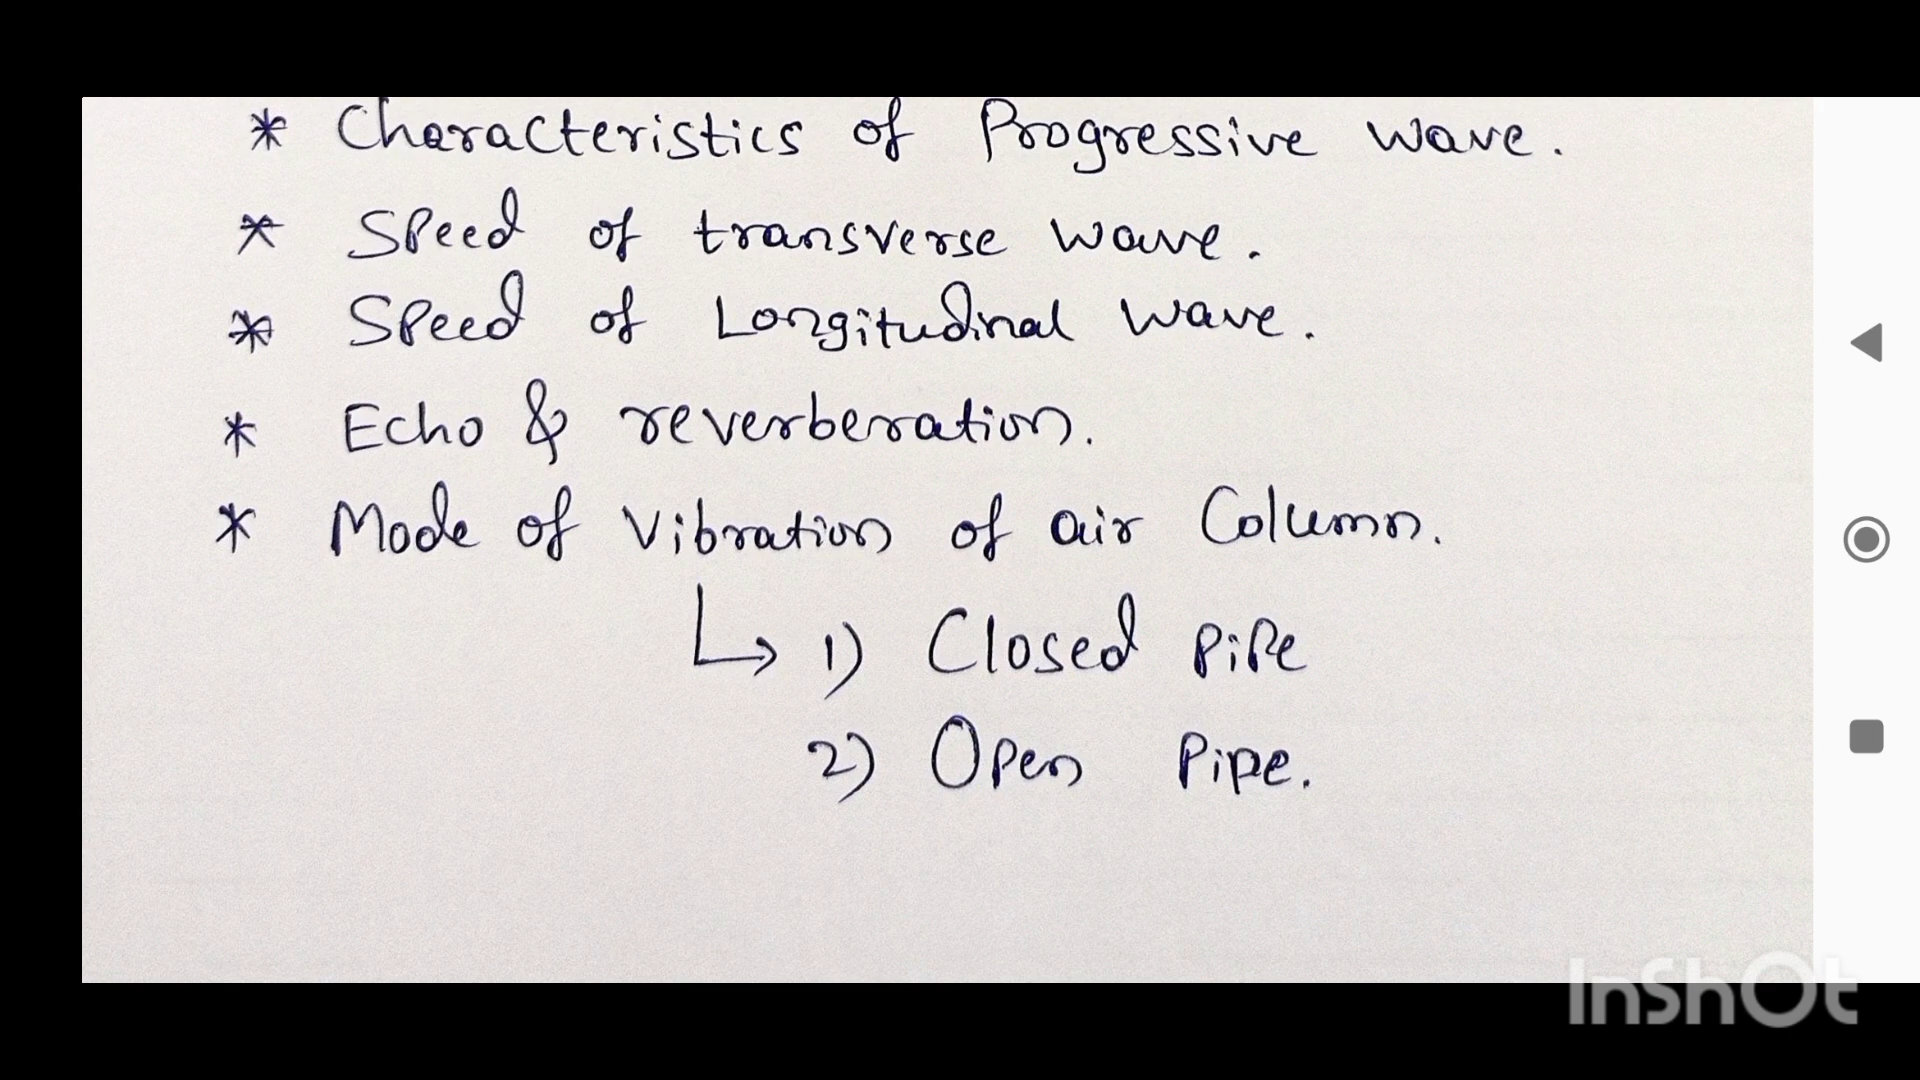 * Characteristics of Progressive wave.
* Speed of transverse wave.
* Speed of Longitudinal wave.
* Echo & reverberation.
* Mode of Vibration of air Column.
↳ 1) Closed pipe
2) Open Pipe.
InShOt